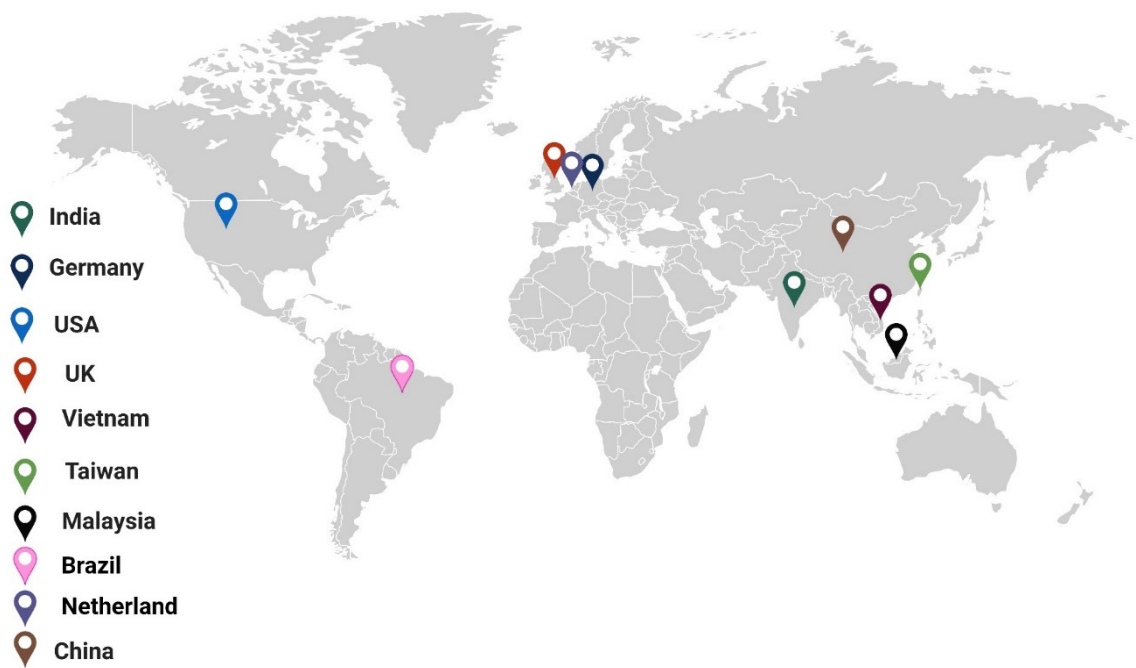 India
Germany
USA
UK
Vietnam
Taiwan
Malaysia
Brazil
Netherland
China